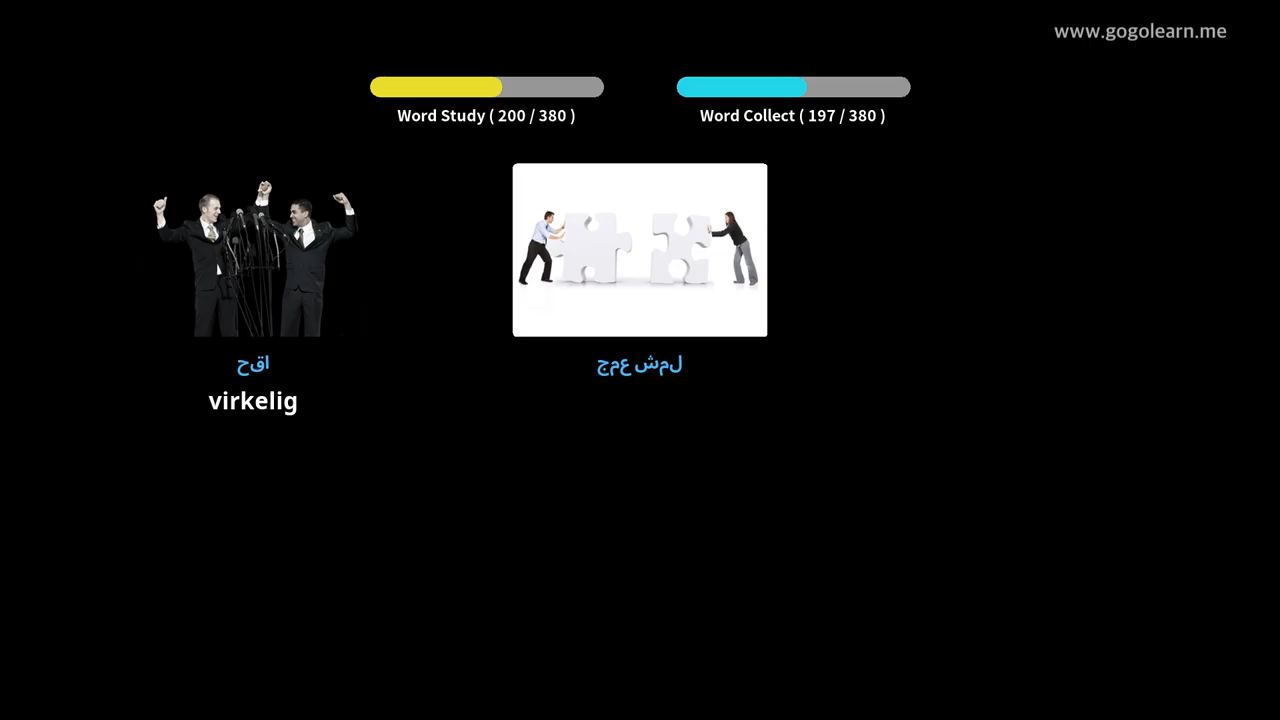 www.gogolearn.me
Word Study ( 200 / 380 )
Word Collect ( 197 / 380 )
اقح
لمش عمج
virkelig